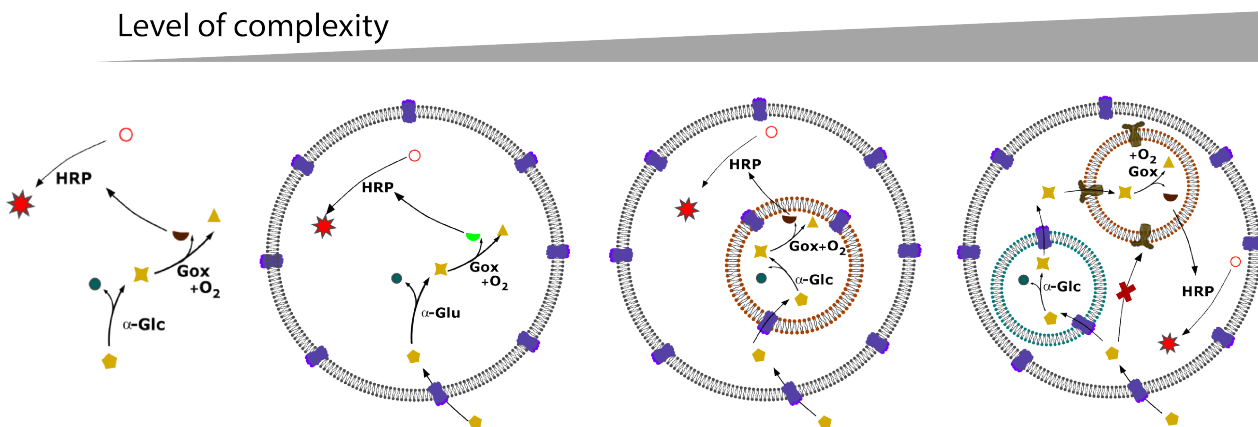 Level of complexity
HRP
Gox
+O₂
α-Glc
HRP
Gox
+O₂
α-Glu
HRP
Gox+O₂
α-Glc
+O₂
Gox
α-Glc
HRP